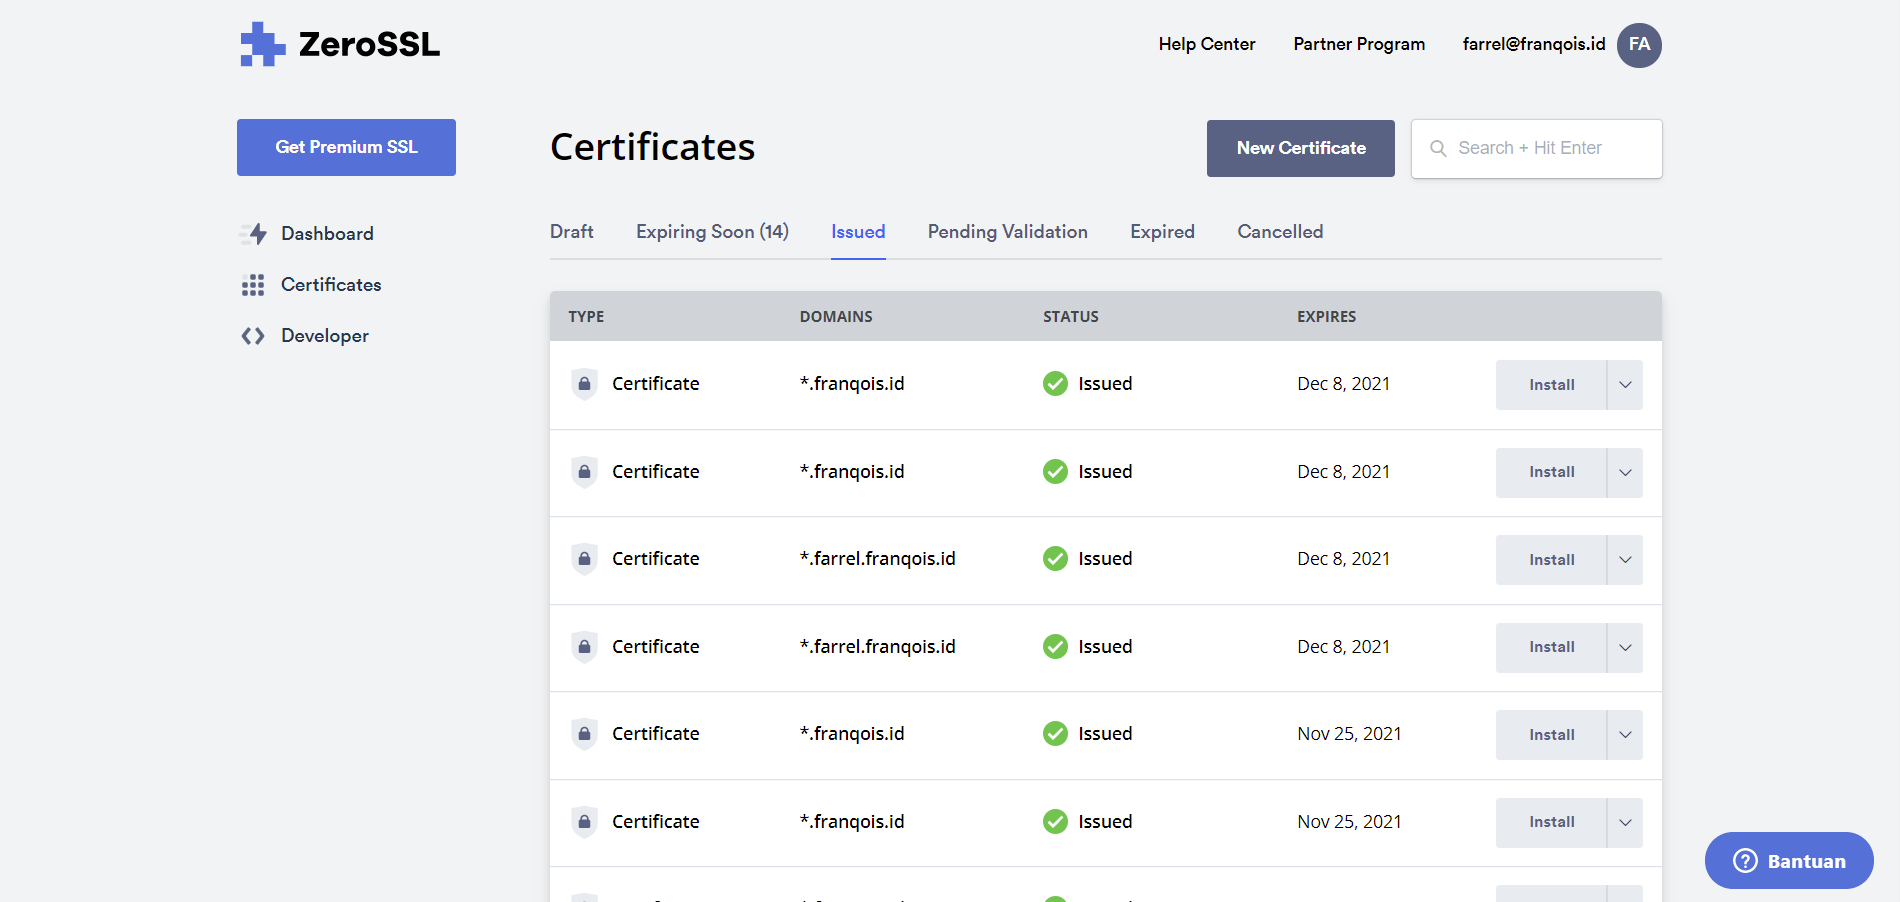 ZeroSSL
Help Center Partner Program farrel@franqois.id FA
Get Premium SSL
Certificates
New Certificate
Search + Hit Enter
Dashboard
Certificates
Developer
Draft Expiring Soon (14) Issued Pending Validation Expired Cancelled
TYPE DOMAINS STATUS EXPIRES
Certificate *.franqois.id Issued Dec 8, 2021 Install
Certificate *.franqois.id Issued Dec 8, 2021 Install
Certificate *.farrel.franqois.id Issued Dec 8, 2021 Install
Certificate *.farrel.franqois.id Issued Dec 8, 2021 Install
Certificate *.franqois.id Issued Nov 25, 2021 Install
Certificate *.franqois.id Issued Nov 25, 2021 Install
Bantuan